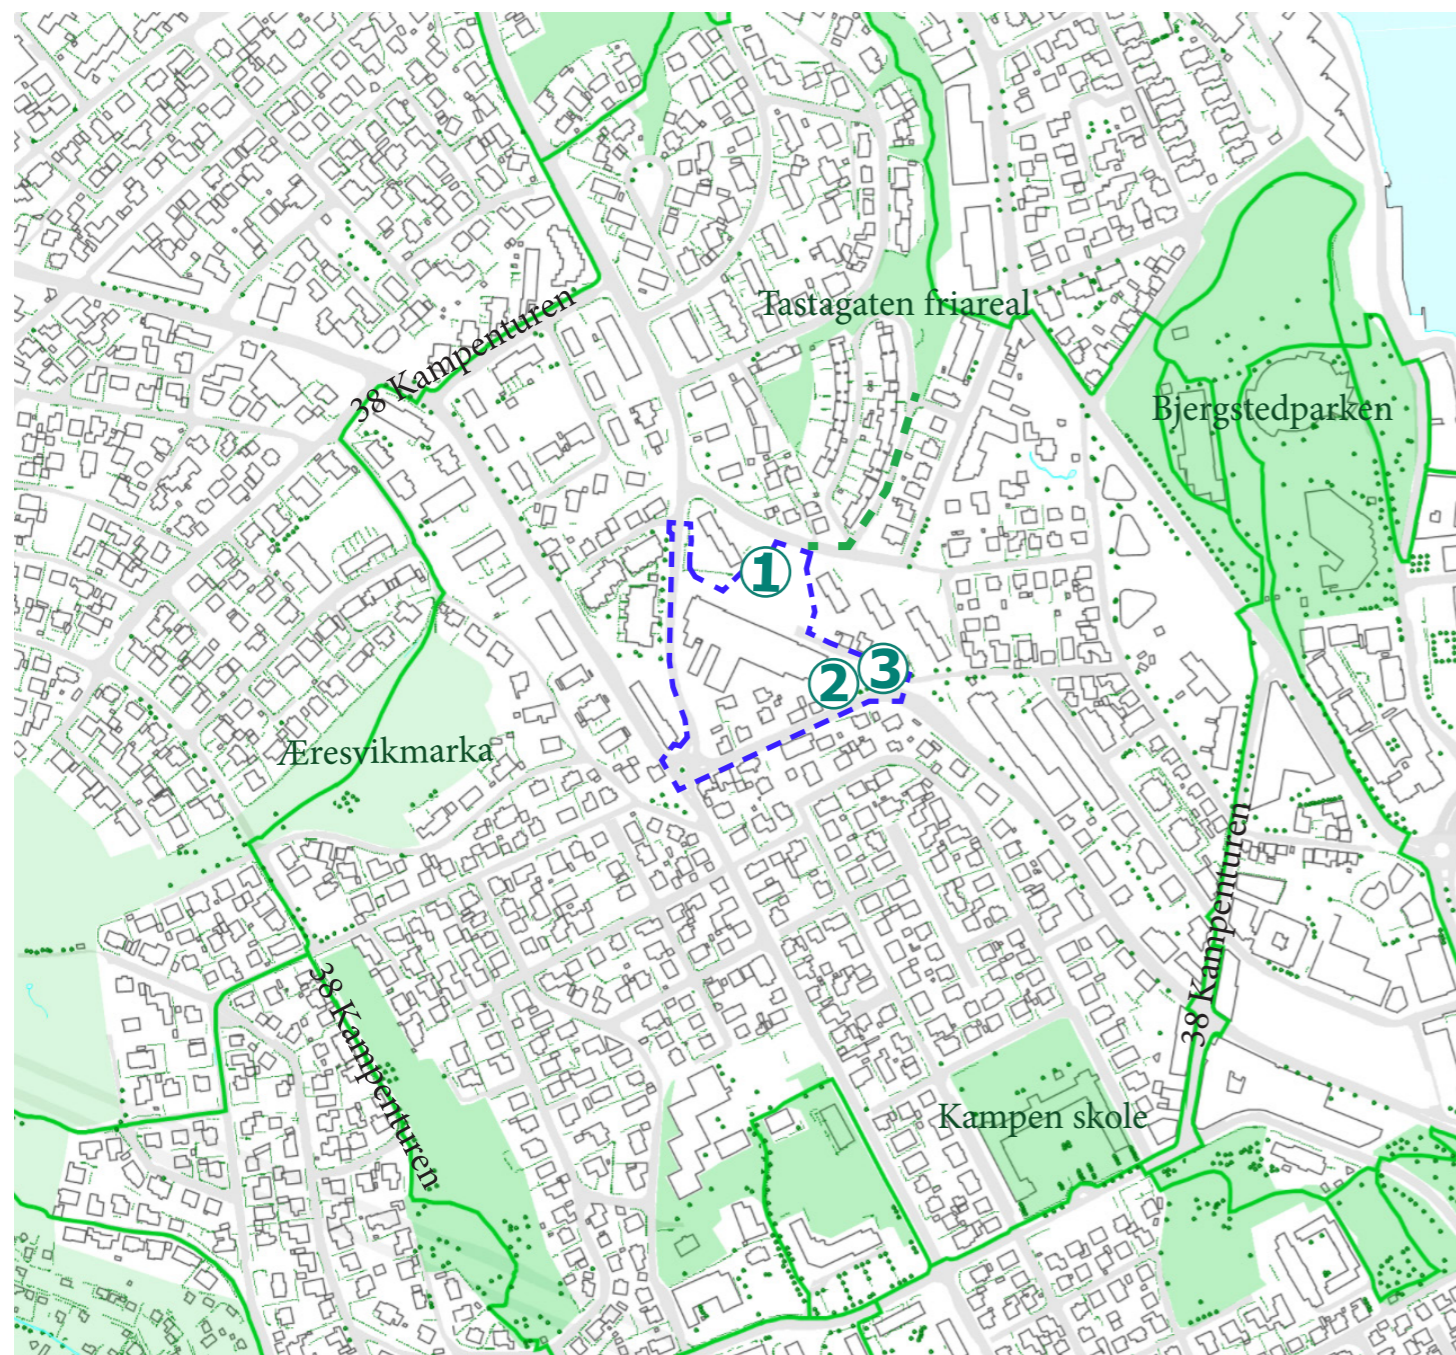 Tastagaten friareal
38 Kampenturen
Bjergstedparken
1
3
2
Æresvikmarka
38 Kampenturen
38 Kampenturen
Kampen skole